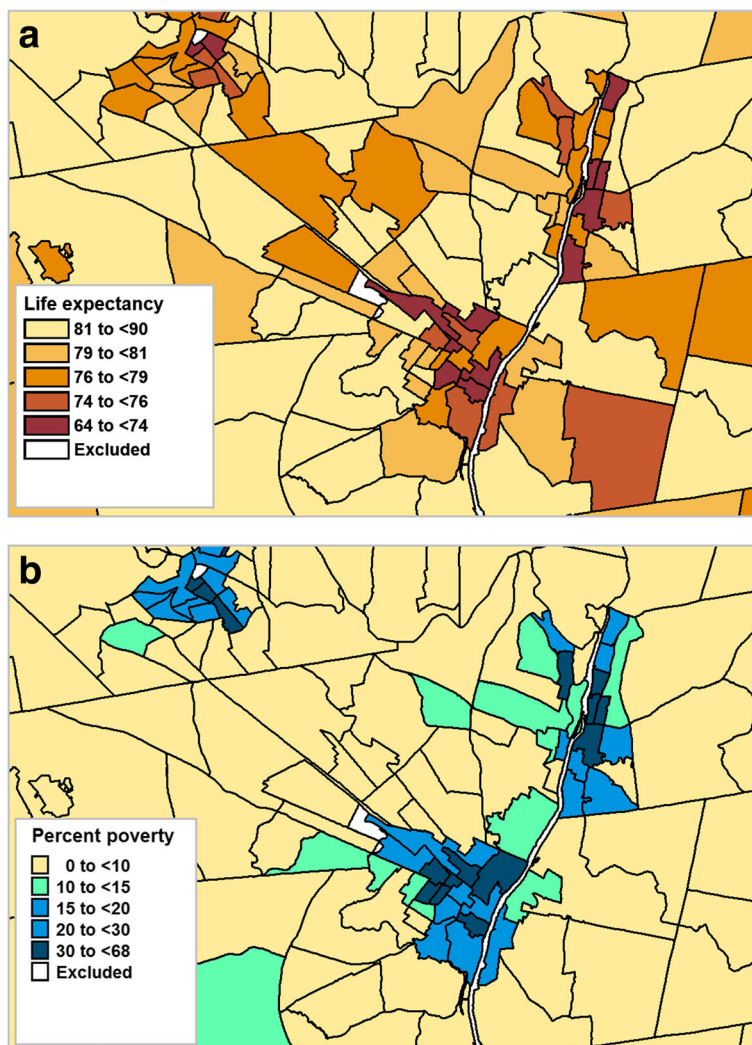 a
Life expectancy
81 to <90
79 to <81
76 to <79
74 to <76
64 to <74
Excluded
b
Percent poverty
0 to <10
10 to <15
15 to <20
20 to <30
30 to <68
Excluded